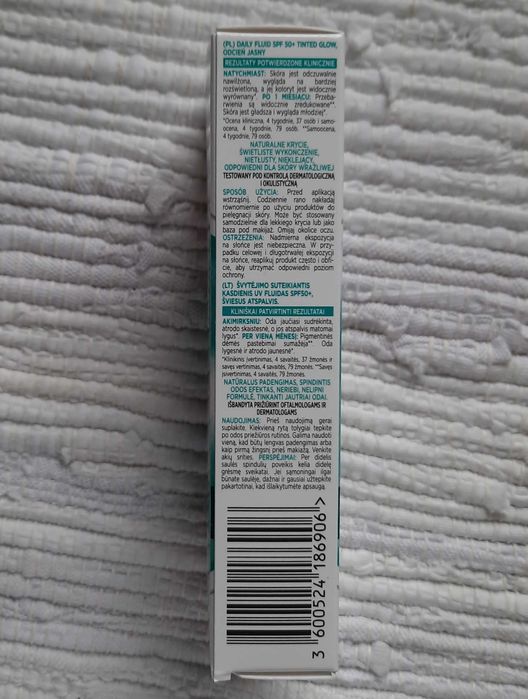 (PL) DAILY FLUID SPF 50+ TINTED GLOW,
ODCIEŃ JASNY
REZULTATY POTWIERDZONE KLINICZNIE
NATYCHMIAST: Skóra jest odczuwalnie
nawilżona, wygląda na bardziej
rozświetloną, a jej koloryt jest widocznie
wyrównany*. PO 1 MIESIĄCU: Przeba-
rwienia są widocznie zredukowane**.
Skóra jest gładsza i wygląda młodziej*.
*Ocena kliniczna, 4 tygodnie, 37 osób i samo-
ocena, 4 tygodnie, 79 osób. **Samoocena,
4 tygodnie, 79 osób.
NATURALNE KRYCIE,
ŚWIETLISTE WYKOŃCZENIE,
NIETŁUSTY, NIEKLEJĄCY,
ODPOWIEDNI DLA SKÓRY WRAŻLIWEJ
TESTOWANY POD KONTROLĄ DERMATOLOGICZNĄ
I OKULISTYCZNĄ
SPOSÓB UŻYCIA: Przed aplikacją
wstrząśnij. Codziennie rano nakładaj
równomiernie po użyciu produktów do
pielęgnacji skóry. Może być stosowany
samodzielnie dla lekkiego krycia lub jako
baza pod makijaż. Omijaj okolice oczu.
OSTRZEŻENIA: Nadmierna ekspozycja
na słońce jest niebezpieczna. W przy-
padku celowej i długotrwałej ekspozycji
na słońce, reaplikuj produkt często i obfi-
cie, aby utrzymać odpowiedni poziom
ochrony.
(LT) ŠVYTĖJIMO SUTEIKIANTIS
KASDIENIS UV FLUIDAS SPF50+,
ŠVIESUS ATSPALVIS.
KLINIŠKAI PATVIRTINTI REZULTATAI
AKIMIRKSNIU: Oda jaučiasi sudrėkinta,
atrodo skaistesnė, o jos atspalvis matomai
lygus*. PER VIENĄ MĖNESĮ: Pigmentinės
dėmės pastebimai sumažėja**. Oda
lygesnė ir atrodo jaunesnė*.
*Klinikinis įvertinimas, 4 savaitės, 37 žmonės ir
savęs vertinimas, 4 savaitės, 79 žmonės. **Savęs
įsivertinimas, 4 savaitės, 79 žmonės.
NATŪRALUS PADENGIMAS, SPINDINTIS
ODOS EFEKTAS, NERIEBI, NELIPNI
FORMULĖ, TINKANTI JAUTRIAI ODAI.
IŠBANDYTA PRIŽIŪRINT OFTALMOLOGAMS IR
DERMATOLOGAMS
NAUDOJIMAS: Prieš naudojimą gerai
suplakite. Kiekvieną rytą tolygiai tepkite
po odos priežiūros rutinos. Galima naudoti
vieną, kad būtų lengvas padengimas arba
kaip pirmą žingsnį prieš makiažą. Venkite
akių srities. PERSPĖJIMAI: Per didelis
saulės spindulių poveikis kelia didelę
grėsmę sveikatai. Jei sąmoningai ilgai
būnate saulėje, dažnai ir gausiai užtepkite
pakartotinai, kad išlaikytumėte apsaugą.
3 600524 186906 >